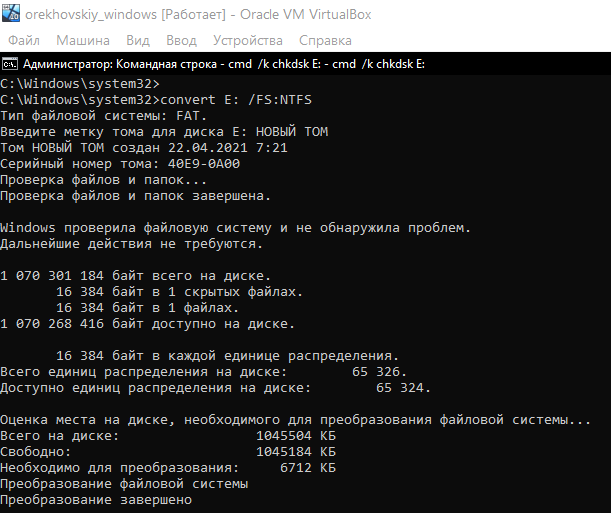 orekhovskiy_windows [Работает] - Oracle VM VirtualBox
Файл Машина Вид Ввод Устройства Справка
Администратор: Командная строка - cmd /k chkdsk E: - cmd /k chkdsk E:
C:\Windows\system32>
C:\Windows\system32>convert E: /FS:NTFS
Тип файловой системы: FAT.
Введите метку тома для диска E: НОВЫЙ ТОМ
Том НОВЫЙ ТОМ создан 22.04.2021 7:21
Серийный номер тома: 40E9-0A00
Проверка файлов и папок...
Проверка файлов и папок завершена.
Windows проверила файловую систему и не обнаружила проблем.
Дальнейшие действия не требуются.
1 070 301 184 байт всего на диске.
16 384 байт в 1 скрытых файлах.
16 384 байт в 1 файлах.
1 070 268 416 байт доступно на диске.
16 384 байт в каждой единице распределения.
Всего единиц распределения на диске: 65 326.
Доступно единиц распределения на диске: 65 324.
Оценка места на диске, необходимого для преобразования файловой системы...
Всего на диске: 1045504 КБ
Свободно: 1045184 КБ
Необходимо для преобразования: 6712 КБ
Преобразование файловой системы
Преобразование завершено